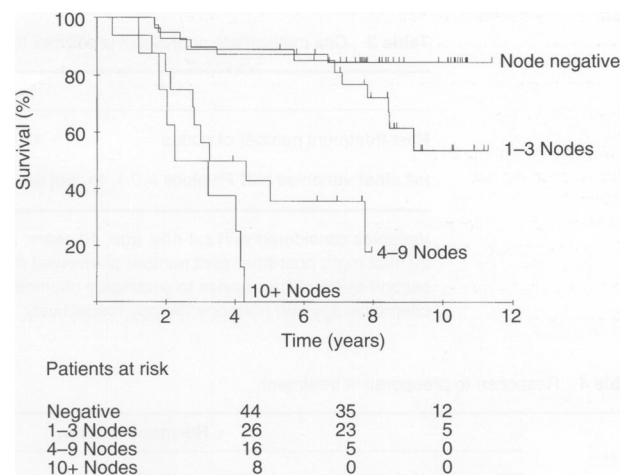 100
80
60
40
20
Survival (%)
Node negative
1–3 Nodes
4–9 Nodes
10+ Nodes
0 2 4 6 8 10 12
Time (years)
Patients at risk
Negative 44 35 12
1–3 Nodes 26 23 5
4–9 Nodes 16 5 0
10+ Nodes 8 0 0